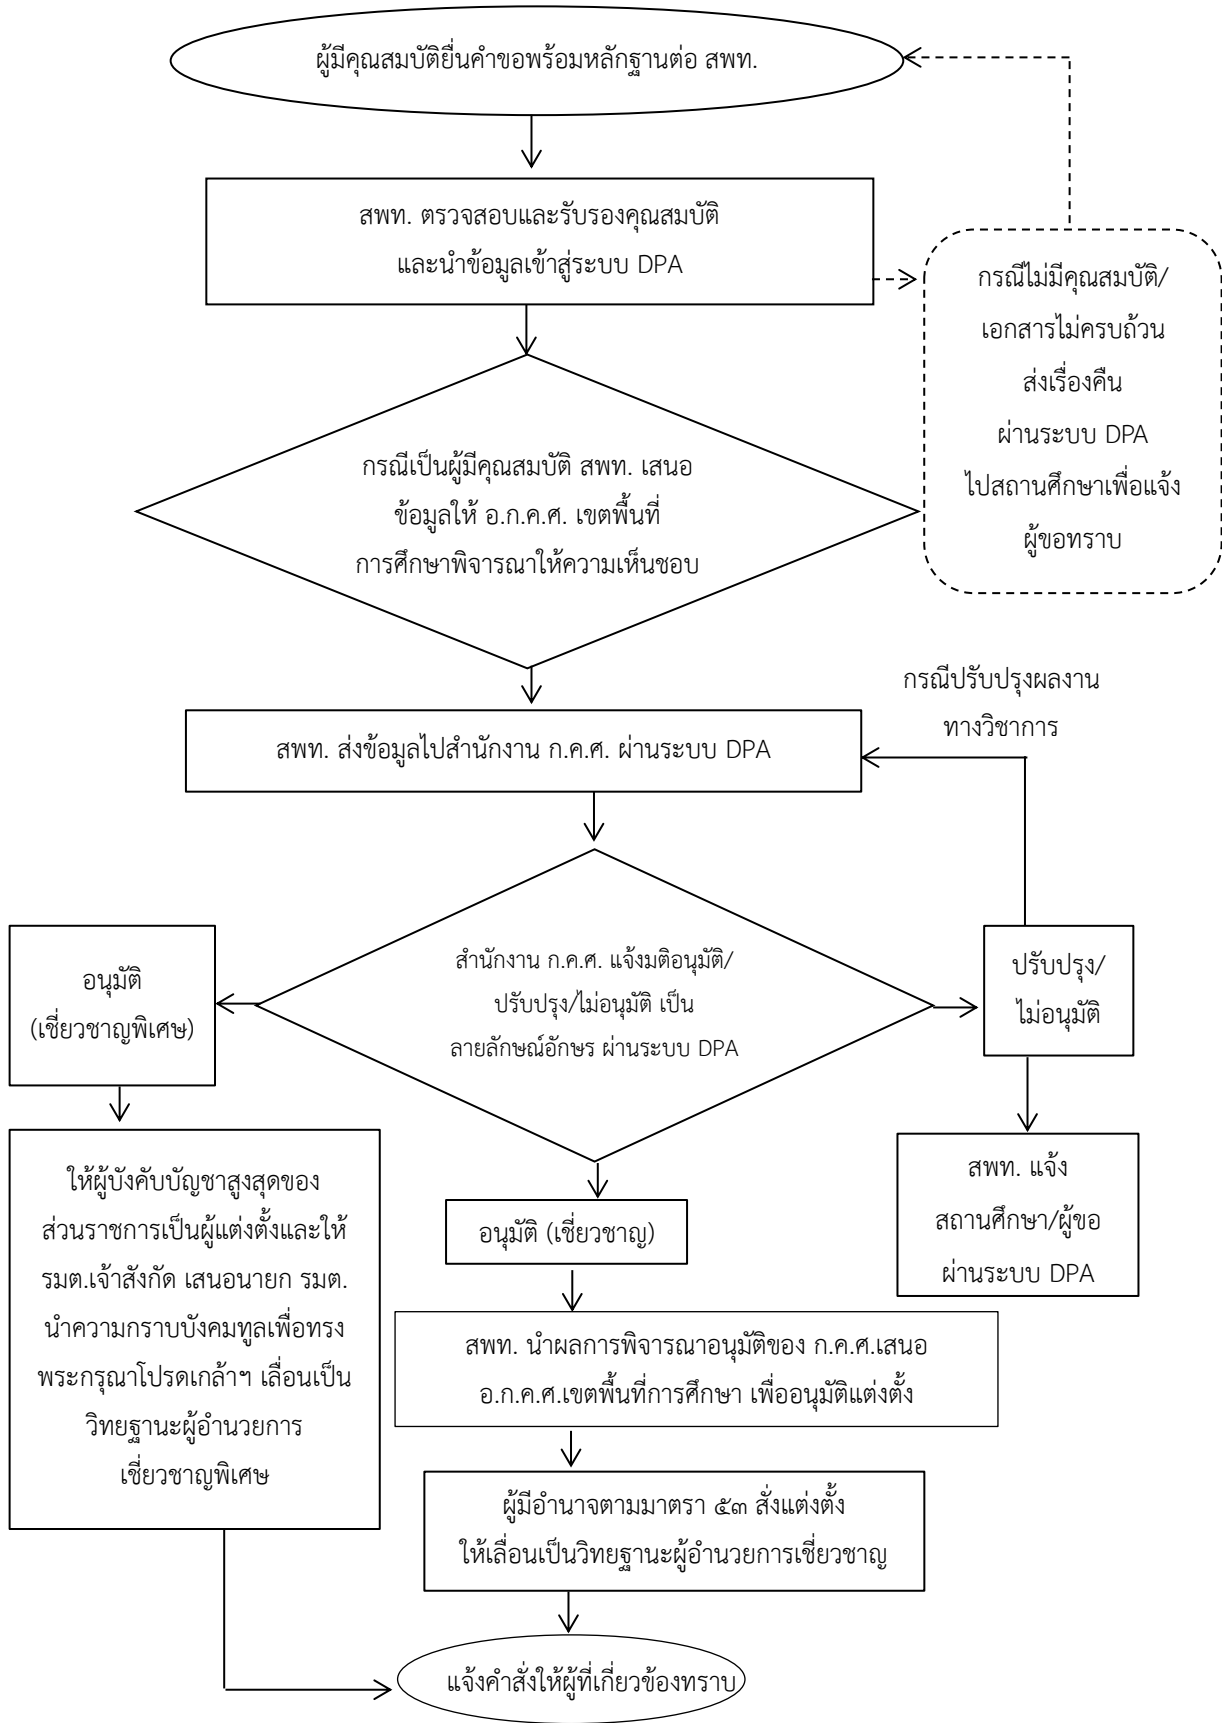 ผู้มีคุณสมบัติยื่นคำขอพร้อมหลักฐานต่อ สพท.
สพท. ตรวจสอบและรับรองคุณสมบัติ
และนำข้อมูลเข้าสู่ระบบ DPA
กรณีไม่มีคุณสมบัติ/
เอกสารไม่ครบถ้วน
ส่งเรื่องคืน
ผ่านระบบ DPA
ไปสถานศึกษาเพื่อแจ้ง
ผู้ขอทราบ
กรณีเป็นผู้มีคุณสมบัติ สพท. เสนอ
ข้อมูลให้ อ.ก.ค.ศ. เขตพื้นที่
การศึกษาพิจารณาให้ความเห็นชอบ
กรณีปรับปรุงผลงาน
ทางวิชาการ
สพท. ส่งข้อมูลไปสำนักงาน ก.ค.ศ. ผ่านระบบ DPA
สำนักงาน ก.ค.ศ. แจ้งมติอนุมัติ/
ปรับปรุง/ไม่อนุมัติ เป็น
ลายลักษณ์อักษร ผ่านระบบ DPA
อนุมัติ
(เชี่ยวชาญพิเศษ)
ปรับปรุง/
ไม่อนุมัติ
ให้ผู้บังคับบัญชาสูงสุดของ
ส่วนราชการเป็นผู้แต่งตั้งและให้
รมต.เจ้าสังกัด เสนอนายก รมต.
นำความกราบบังคมทูลเพื่อทรง
พระกรุณาโปรดเกล้าฯ เลื่อนเป็น
วิทยฐานะผู้อำนวยการ
เชี่ยวชาญพิเศษ
สพท. แจ้ง
สถานศึกษา/ผู้ขอ
ผ่านระบบ DPA
อนุมัติ (เชี่ยวชาญ)
สพท. นำผลการพิจารณาอนุมัติของ ก.ค.ศ.เสนอ
อ.ก.ค.ศ.เขตพื้นที่การศึกษา เพื่ออนุมัติแต่งตั้ง
ผู้มีอำนาจตามมาตรา ๕๓ สั่งแต่งตั้ง
ให้เลื่อนเป็นวิทยฐานะผู้อำนวยการเชี่ยวชาญ
แจ้งคำสั่งให้ผู้ที่เกี่ยวข้องทราบ